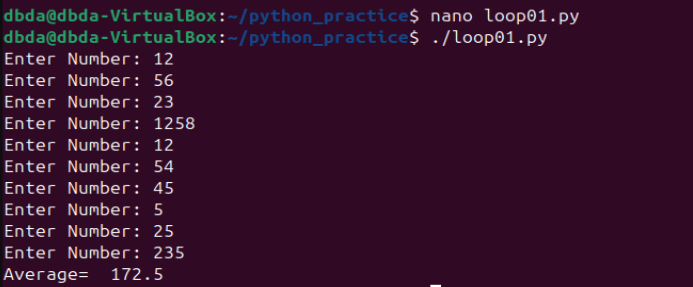 dbda@dbda-VirtualBox:~/python_practice$ nano loop01.py
dbda@dbda-VirtualBox:~/python_practice$ ./loop01.py
Enter Number: 12
Enter Number: 56
Enter Number: 23
Enter Number: 1258
Enter Number: 12
Enter Number: 54
Enter Number: 45
Enter Number: 5
Enter Number: 25
Enter Number: 235
Average=  172.5